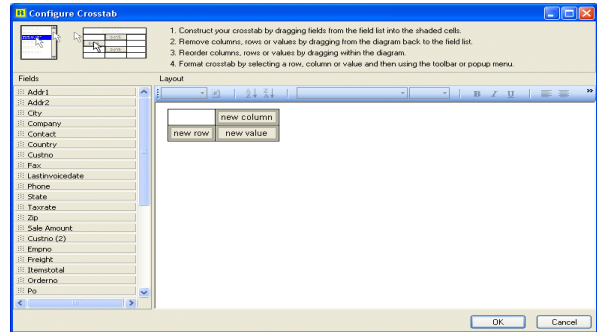 Configure Crosstab
1. Construct your crosstab by dragging fields from the field list into the shaded cells.
2. Remove columns, rows or values by dragging from the diagram back to the field list.
3. Reorder columns, rows or values by dragging within the diagram.
4. Format crosstab by selecting a row, column or value and then using the toolbar or popup menu.
Fields
Layout
Addr1
Addr2
City
Company
Contact
Country
Custno
Fax
Lastinvoicedate
Phone
State
Taxrate
Zip
Sale Amount
Custno (2)
Empno
Freight
Itemstotal
Orderno
Po
B I U
new column
new row new value
OK Cancel